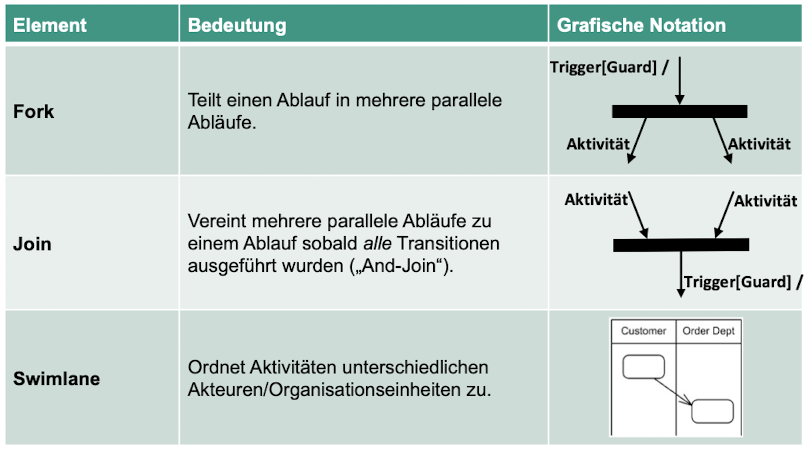 Element
Bedeutung
Grafische Notation
Fork
Teilt einen Ablauf in mehrere parallele
Abläufe.
Trigger[Guard] /
Aktivität
Aktivität
Join
Vereint mehrere parallele Abläufe zu
einem Ablauf sobald alle Transitionen
ausgeführt wurden („And-Join“).
Aktivität
Aktivität
Trigger[Guard] /
Swimlane
Ordnet Aktivitäten unterschiedlichen
Akteuren/Organisationseinheiten zu.
Customer
Order Dept